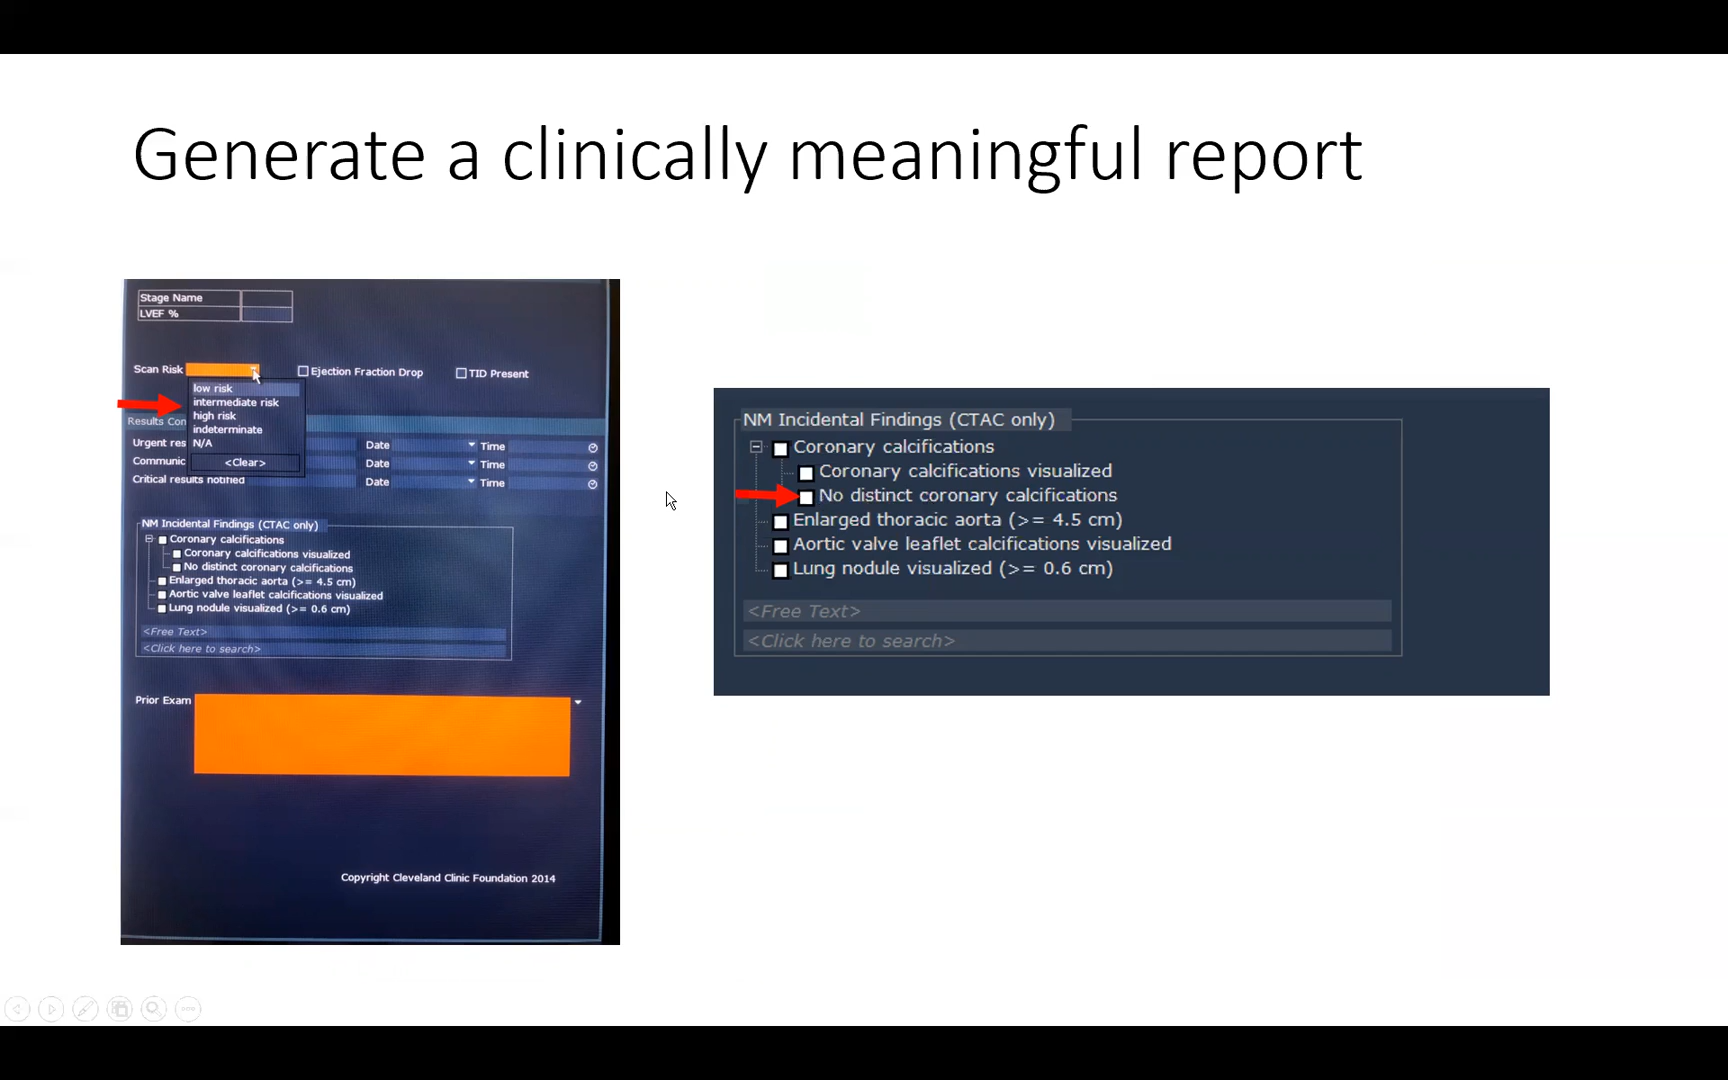 Generate a clinically meaningful report
Stage Name
LVEF %
Scan Risk
Ejection Fraction Drop
TID Present
low risk
intermediate risk
high risk
indeterminate
N/A
<Clear>
Results Con
Urgent res
Date
Time
Communic
Date
Time
Critical results notified
Date
Time
NM Incidental Findings (CTAC only)
Coronary calcifications
Coronary calcifications visualized
No distinct coronary calcifications
Enlarged thoracic aorta (>= 4.5 cm)
Aortic valve leaflet calcifications visualized
Lung nodule visualized (>= 0.6 cm)
<Free Text>
<Click here to search>
Prior Exam
Copyright Cleveland Clinic Foundation 2014
NM Incidental Findings (CTAC only)
Coronary calcifications
Coronary calcifications visualized
No distinct coronary calcifications
Enlarged thoracic aorta (>= 4.5 cm)
Aortic valve leaflet calcifications visualized
Lung nodule visualized (>= 0.6 cm)
<Free Text>
<Click here to search>